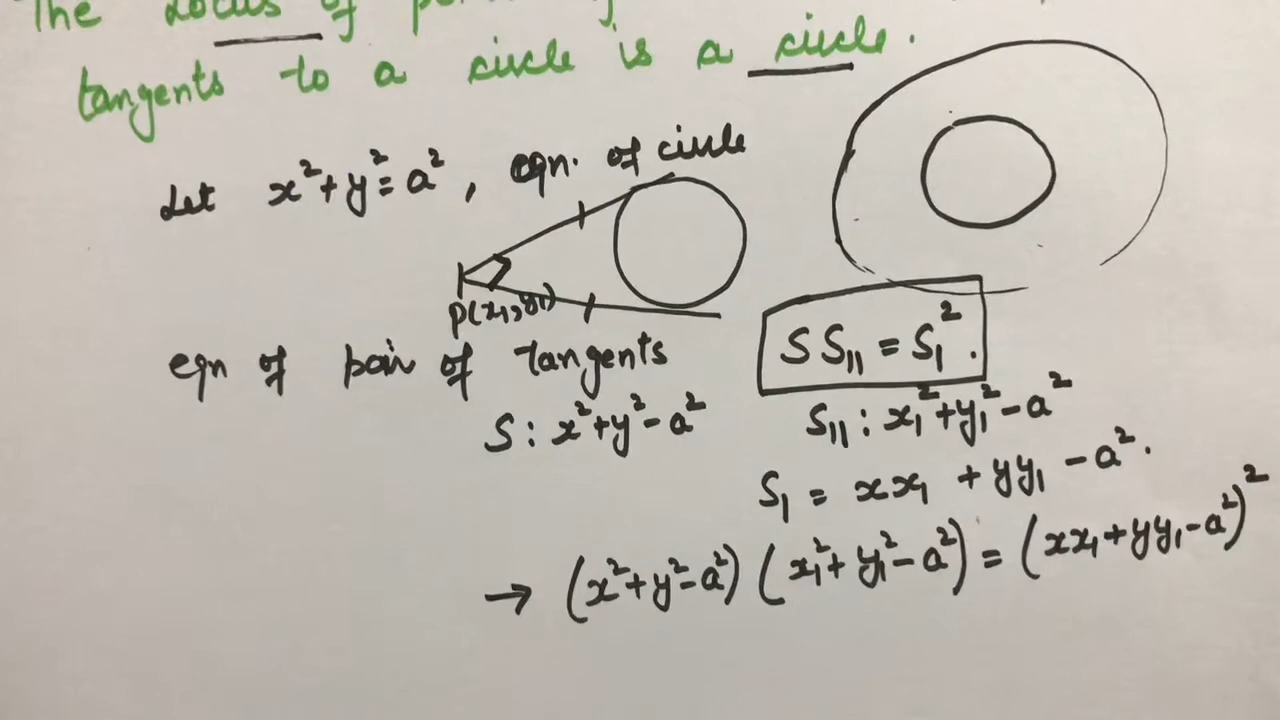 The Locus of
tangents to a circle is a circle.
Let x²+y²=a², eqn. of circle
P(x₁,y₁)
eqn of pair of tangents
SS₁₁ = S₁².
S: x²+y²-a²
S₁₁: x₁²+y₁²-a²
S₁ = xx₁ + yy₁ - a².
→ (x²+y²-a²)(x₁²+y₁²-a²) = (xx₁+yy₁-a²)²